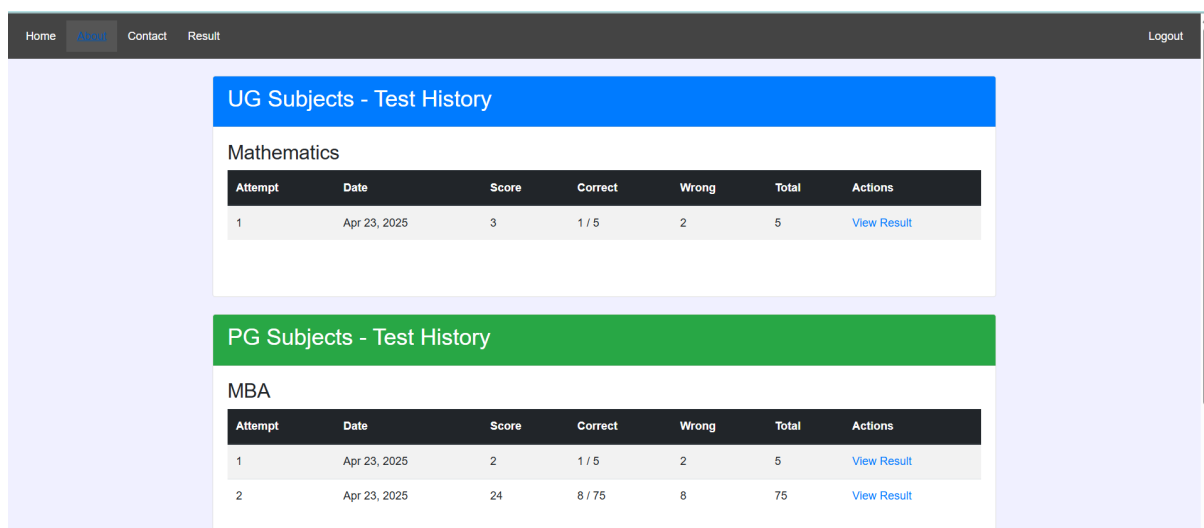 Home About Contact Result Logout
UG Subjects - Test History
Mathematics
Attempt Date Score Correct Wrong Total Actions
1 Apr 23, 2025 3 1 / 5 2 5 View Result
PG Subjects - Test History
MBA
Attempt Date Score Correct Wrong Total Actions
1 Apr 23, 2025 2 1 / 5 2 5 View Result
2 Apr 23, 2025 24 8 / 75 8 75 View Result